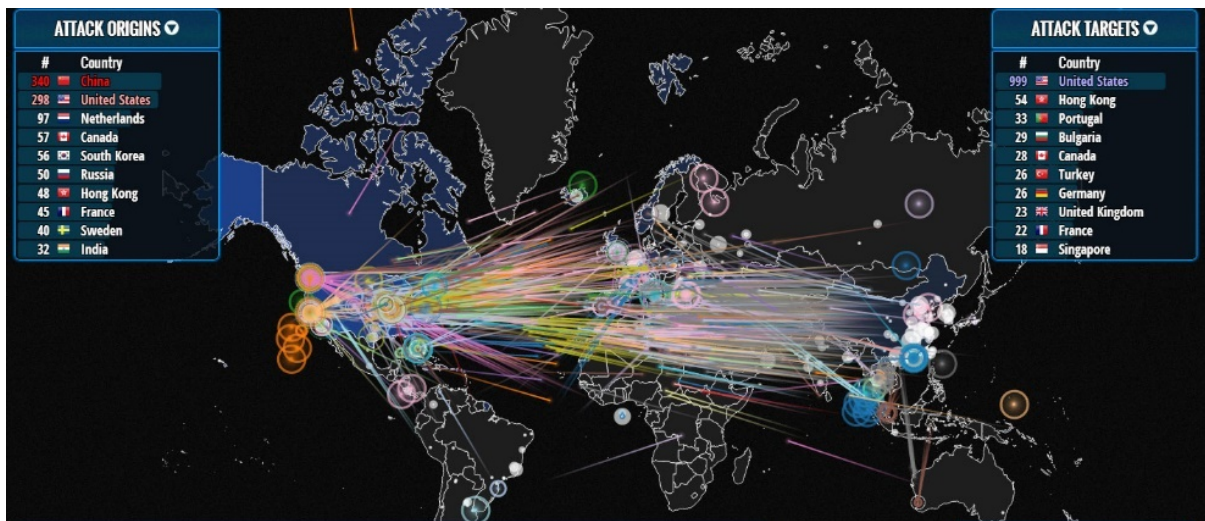 ATTACK ORIGINS
# Country
340 China
298 United States
97 Netherlands
57 Canada
56 South Korea
50 Russia
48 Hong Kong
45 France
40 Sweden
32 India
ATTACK TARGETS
# Country
999 United States
54 Hong Kong
33 Portugal
29 Bulgaria
28 Canada
26 Turkey
26 Germany
23 United Kingdom
22 France
18 Singapore